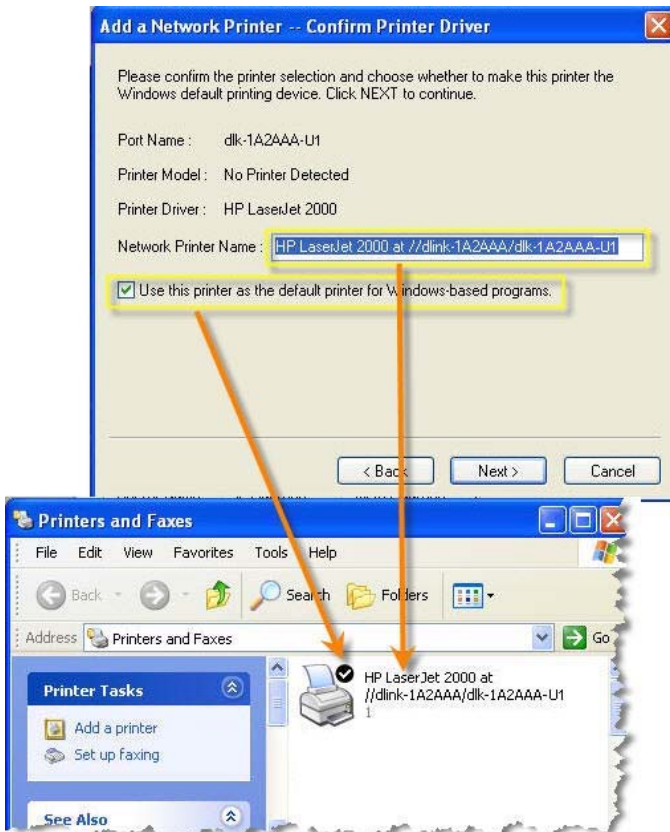 Add a Network Printer -- Confirm Printer Driver
Please confirm the printer selection and choose whether to make this printer the
Windows default printing device. Click NEXT to continue.
Port Name : dlk-1A2AAA-U1
Printer Model : No Printer Detected
Printer Driver : HP LaserJet 2000
Network Printer Name : HP LaserJet 2000 at //dlink-1A2AAA/dlk-1A2AAA-U1
Use this printer as the default printer for Windows-based programs.
< Back Next > Cancel
Printers and Faxes
File Edit View Favorites Tools Help
Back Search Folders
Address Printers and Faxes Go
Printer Tasks
Add a printer
Set up faxing
See Also
HP LaserJet 2000 at
//dlink-1A2AAA/dlk-1A2AAA-U1
1